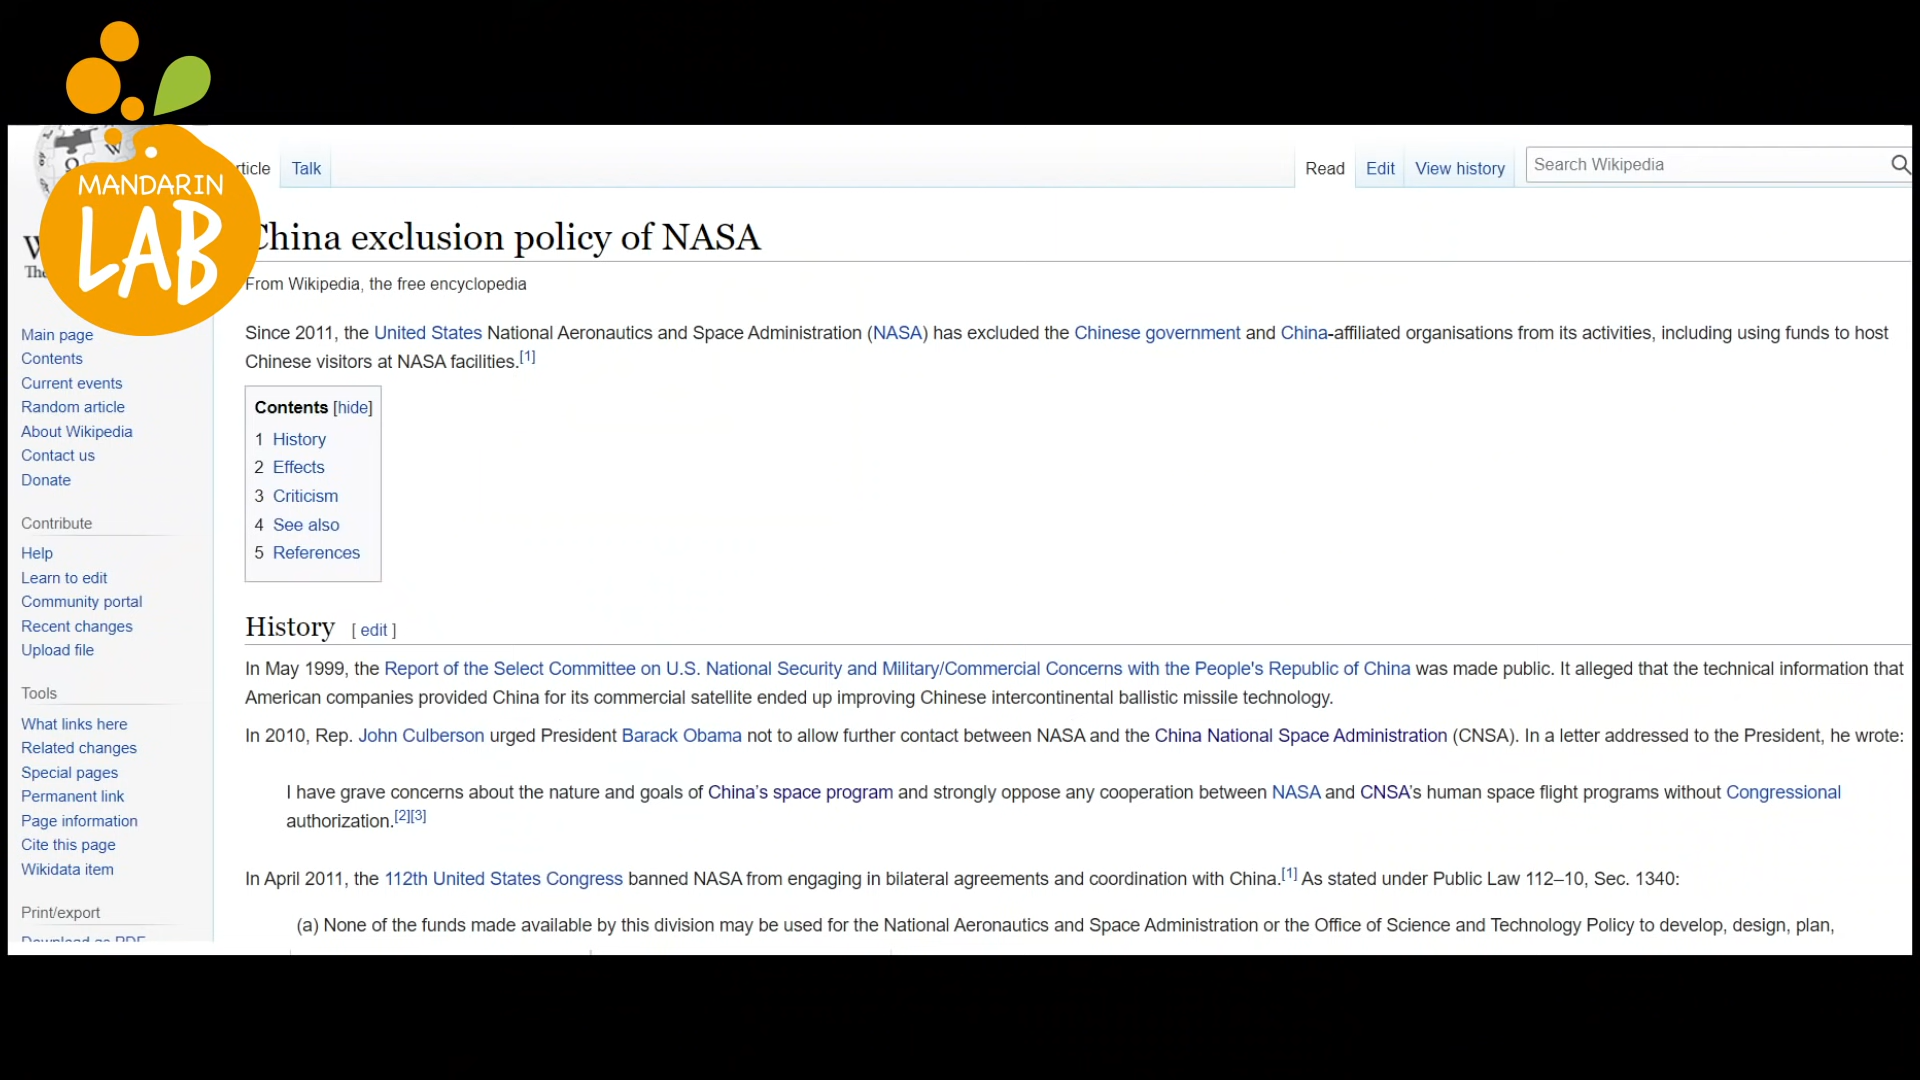 MANDARIN
LAB
Talk
Read Edit View history Search Wikipedia
China exclusion policy of NASA
From Wikipedia, the free encyclopedia
Since 2011, the United States National Aeronautics and Space Administration (NASA) has excluded the Chinese government and China-affiliated organisations from its activities, including using funds to host
Chinese visitors at NASA facilities.[1]
Contents [hide]
1 History
2 Effects
3 Criticism
4 See also
5 References
Main page
Contents
Current events
Random article
About Wikipedia
Contact us
Donate
Contribute
Help
Learn to edit
Community portal
Recent changes
Upload file
Tools
What links here
Related changes
Special pages
Permanent link
Page information
Cite this page
Wikidata item
Print/export
Download as PDF
History [ edit ]
In May 1999, the Report of the Select Committee on U.S. National Security and Military/Commercial Concerns with the People's Republic of China was made public. It alleged that the technical information that
American companies provided China for its commercial satellite ended up improving Chinese intercontinental ballistic missile technology.
In 2010, Rep. John Culberson urged President Barack Obama not to allow further contact between NASA and the China National Space Administration (CNSA). In a letter addressed to the President, he wrote:
I have grave concerns about the nature and goals of China's space program and strongly oppose any cooperation between NASA and CNSA's human space flight programs without Congressional
authorization.[2][3]
In April 2011, the 112th United States Congress banned NASA from engaging in bilateral agreements and coordination with China.[1] As stated under Public Law 112–10, Sec. 1340:
(a) None of the funds made available by this division may be used for the National Aeronautics and Space Administration or the Office of Science and Technology Policy to develop, design, plan,